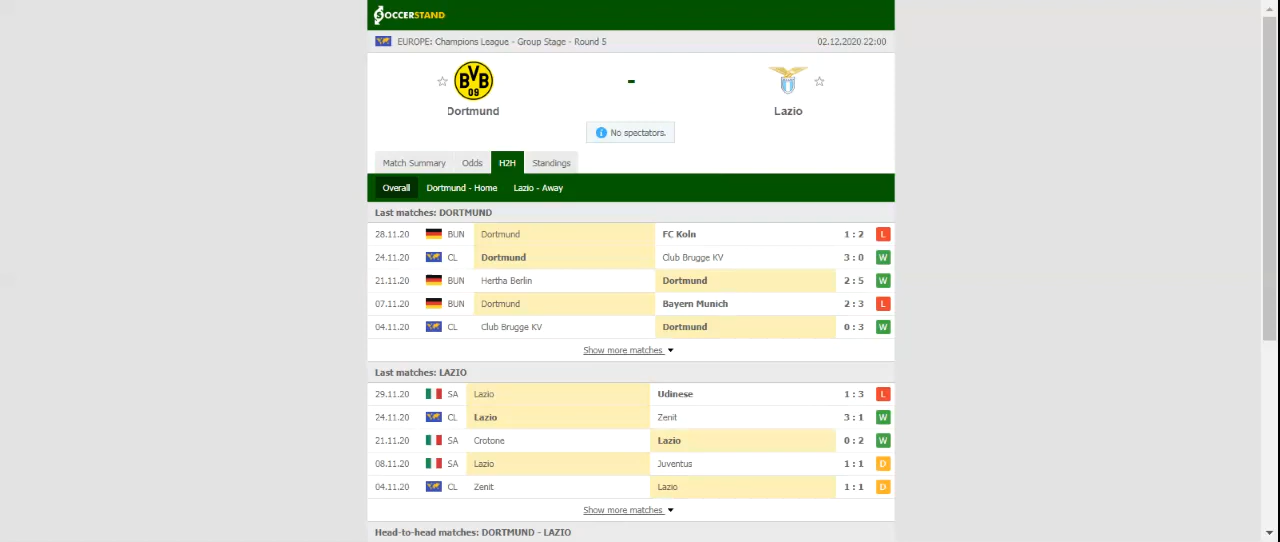 SOCCERSTAND
EUROPE: Champions League - Group Stage - Round 5 02.12.2020 22:00
BVB 09
Dortmund - Lazio
No spectators.
Match Summary Odds H2H Standings
Overall Dortmund - Home Lazio - Away
Last matches: DORTMUND
28.11.20 BUN Dortmund FC Koln 1 : 2 L
24.11.20 CL Dortmund Club Brugge KV 3 : 0 W
21.11.20 BUN Hertha Berlin Dortmund 2 : 5 W
07.11.20 BUN Dortmund Bayern Munich 2 : 3 L
04.11.20 CL Club Brugge KV Dortmund 0 : 3 W
Show more matches
Last matches: LAZIO
29.11.20 SA Lazio Udinese 1 : 3 L
24.11.20 CL Lazio Zenit 3 : 1 W
21.11.20 SA Crotone Lazio 0 : 2 W
08.11.20 SA Lazio Juventus 1 : 1 D
04.11.20 CL Zenit Lazio 1 : 1 D
Show more matches
Head-to-head matches: DORTMUND - LAZIO